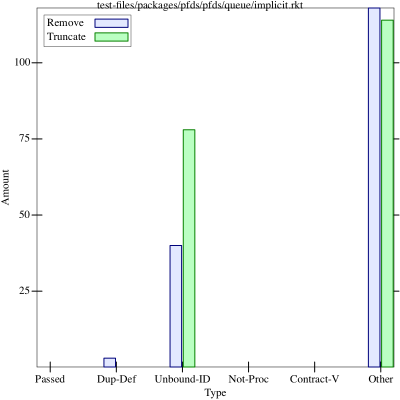 test-files/packages/pfds/pfds/queue/implicit.rkt
Remove
Truncate
100
75
50
25
Amount
Passed Dup-Def Unbound-ID Not-Proc Contract-V Other
Type